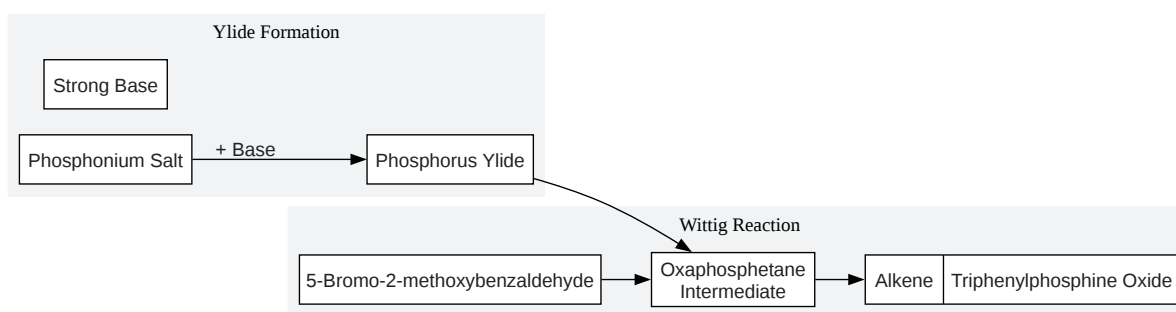 Ylide Formation
Strong Base
Phosphonium Salt
+ Base
Phosphorus Ylide
Wittig Reaction
5-Bromo-2-methoxybenzaldehyde
Oxaphosphetane
Intermediate
Alkene
Triphenylphosphine Oxide